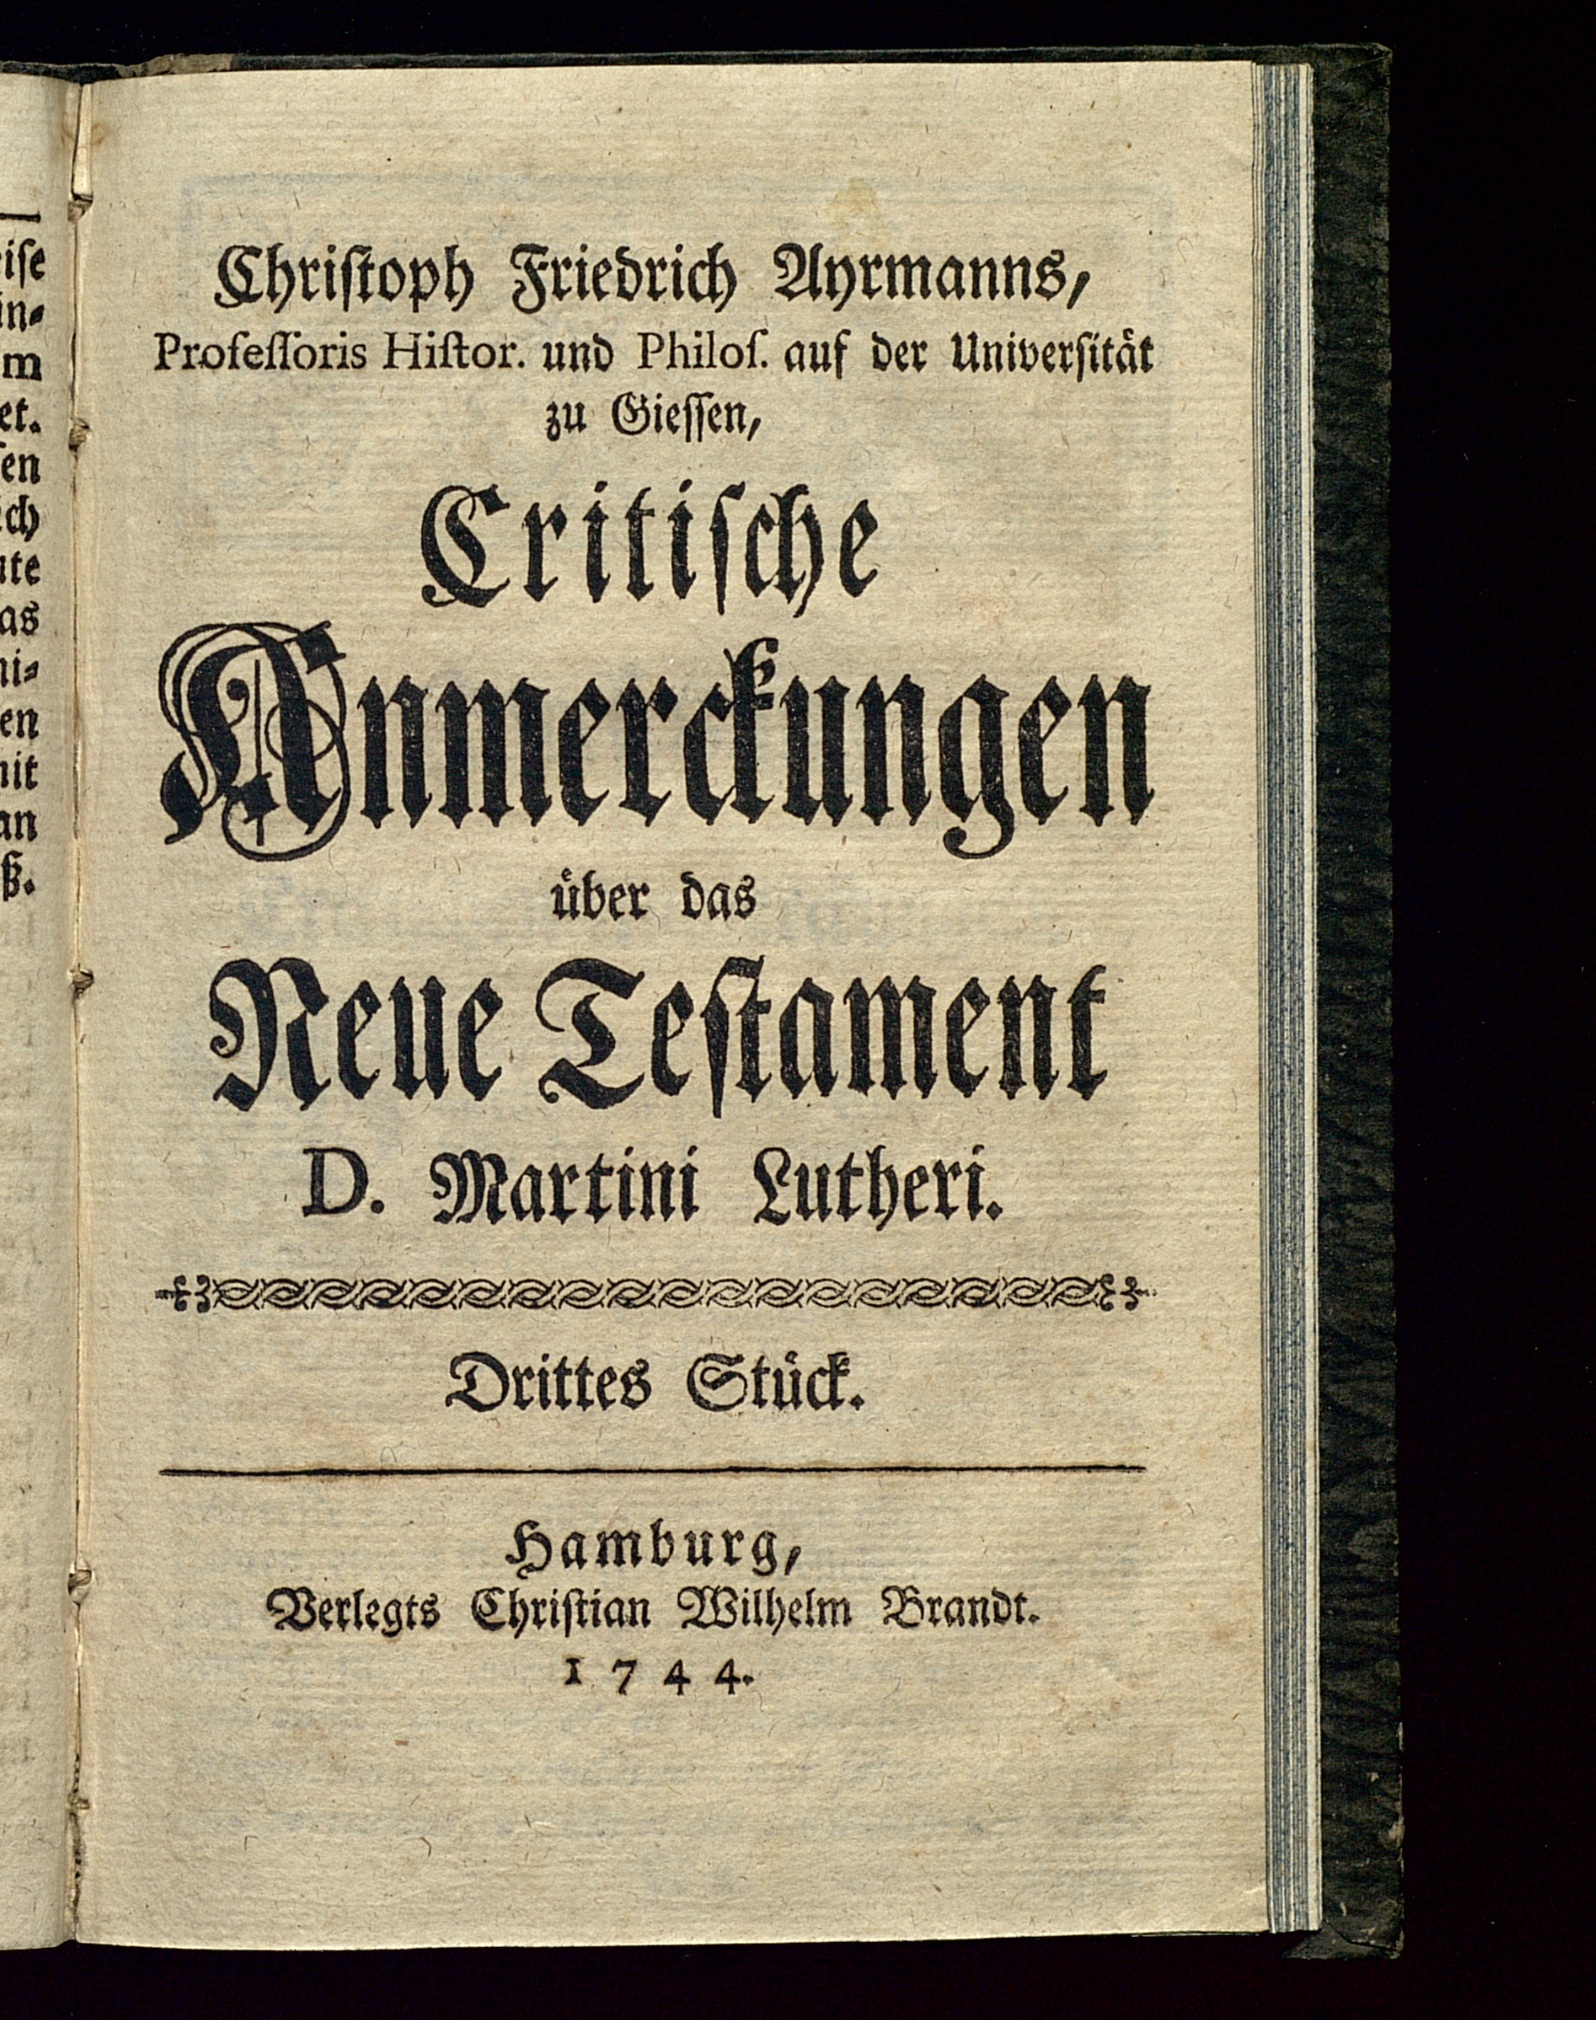 Christoph Friedrich Ayrmanns,
Professoris Histor. und Philos. auf der Universität
zu Giessen,
Critische
Anmerckungen
über das
Neue Testament
D. Martini Lutheri.
Drittes Stück.
Hamburg,
Verlegts Christian Wilhelm Brandt.
1744.